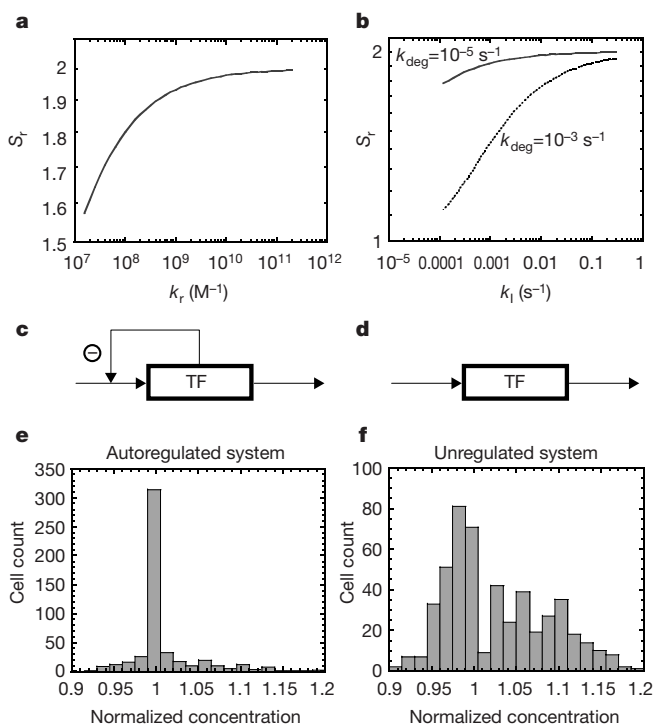 a
2
1.9
1.8
1.7
1.6
1.5
S_r
10^7 10^8 10^9 10^10 10^11 10^12
k_r (M^–1)
b
2
1
S_r
k_deg=10^–5 s^–1
k_deg=10^–3 s^–1
10^–5 0.0001 0.001 0.01 0.1 1
k_l (s^–1)
c
–
TF
d
TF
e
Autoregulated system
350
300
250
200
150
100
50
0
Cell count
0.9 0.95 1 1.05 1.1 1.15 1.2
Normalized concentration
f
Unregulated system
100
80
60
40
20
0
Cell count
0.9 0.95 1 1.05 1.1 1.15 1.2
Normalized concentration